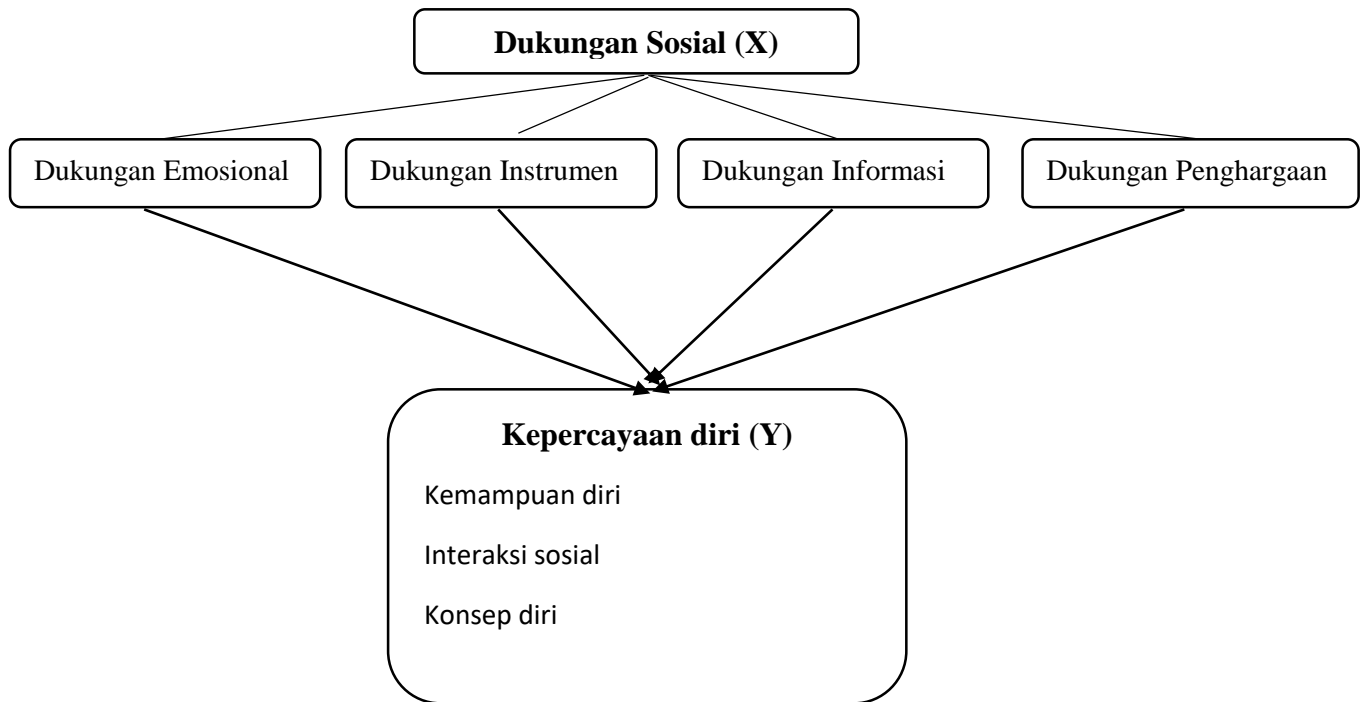 Dukungan Sosial (X)
Dukungan Emosional
Dukungan Instrumen
Dukungan Informasi
Dukungan Penghargaan
Kepercayaan diri (Y)
Kemampuan diri
Interaksi sosial
Konsep diri